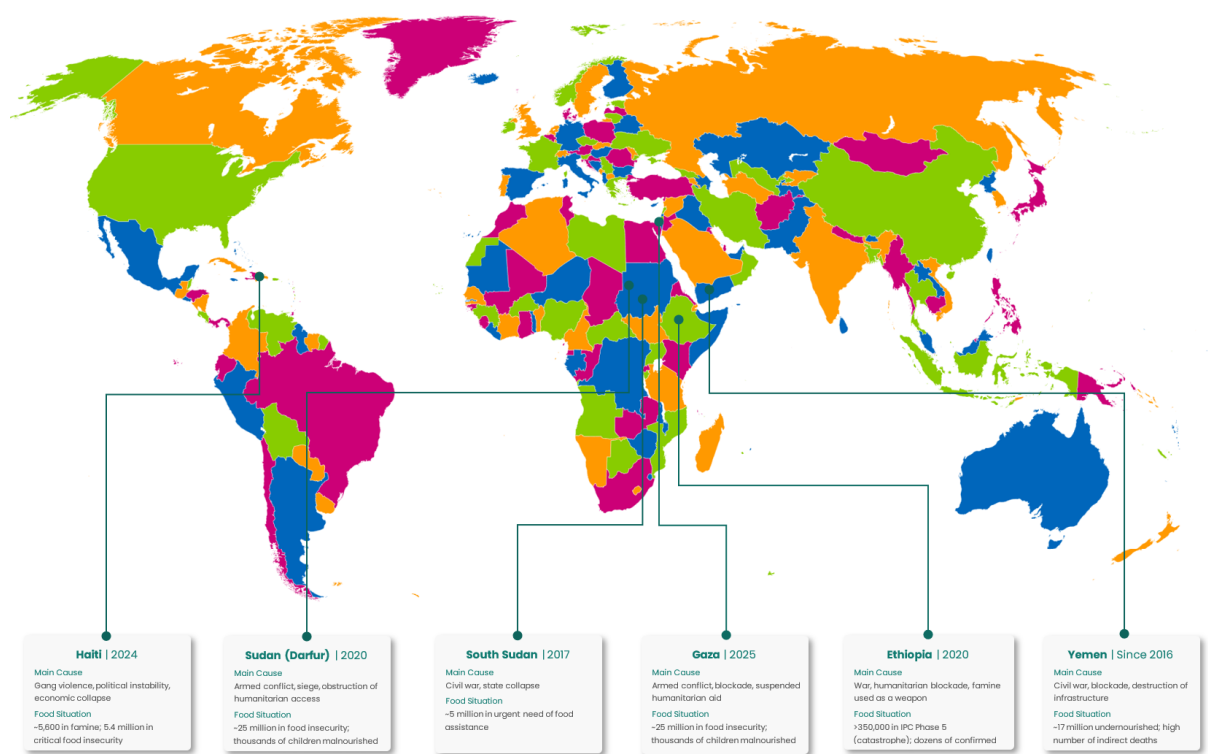 Haiti | 2024
Main Cause
Gang violence, political instability,
economic collapse
Food Situation
~5,600 in famine; 5.4 million in
critical food insecurity
Sudan (Darfur) | 2020
Main Cause
Armed conflict, siege, obstruction of
humanitarian access
Food Situation
~25 million in food insecurity;
thousands of children malnourished
South Sudan | 2017
Main Cause
Civil war, state collapse
Food Situation
~5 million in urgent need of food
assistance
Gaza | 2025
Main Cause
Armed conflict, blockade, suspended
humanitarian aid
Food Situation
~25 million in food insecurity;
thousands of children malnourished
Ethiopia | 2020
Main Cause
War, humanitarian blockade, famine
used as a weapon
Food Situation
>350,000 in IPC Phase 5
(catastrophe); dozens of confirmed
Yemen | Since 2016
Main Cause
Civil war, blockade, destruction of
infrastructure
Food Situation
~17 million undernourished; high
number of indirect deaths